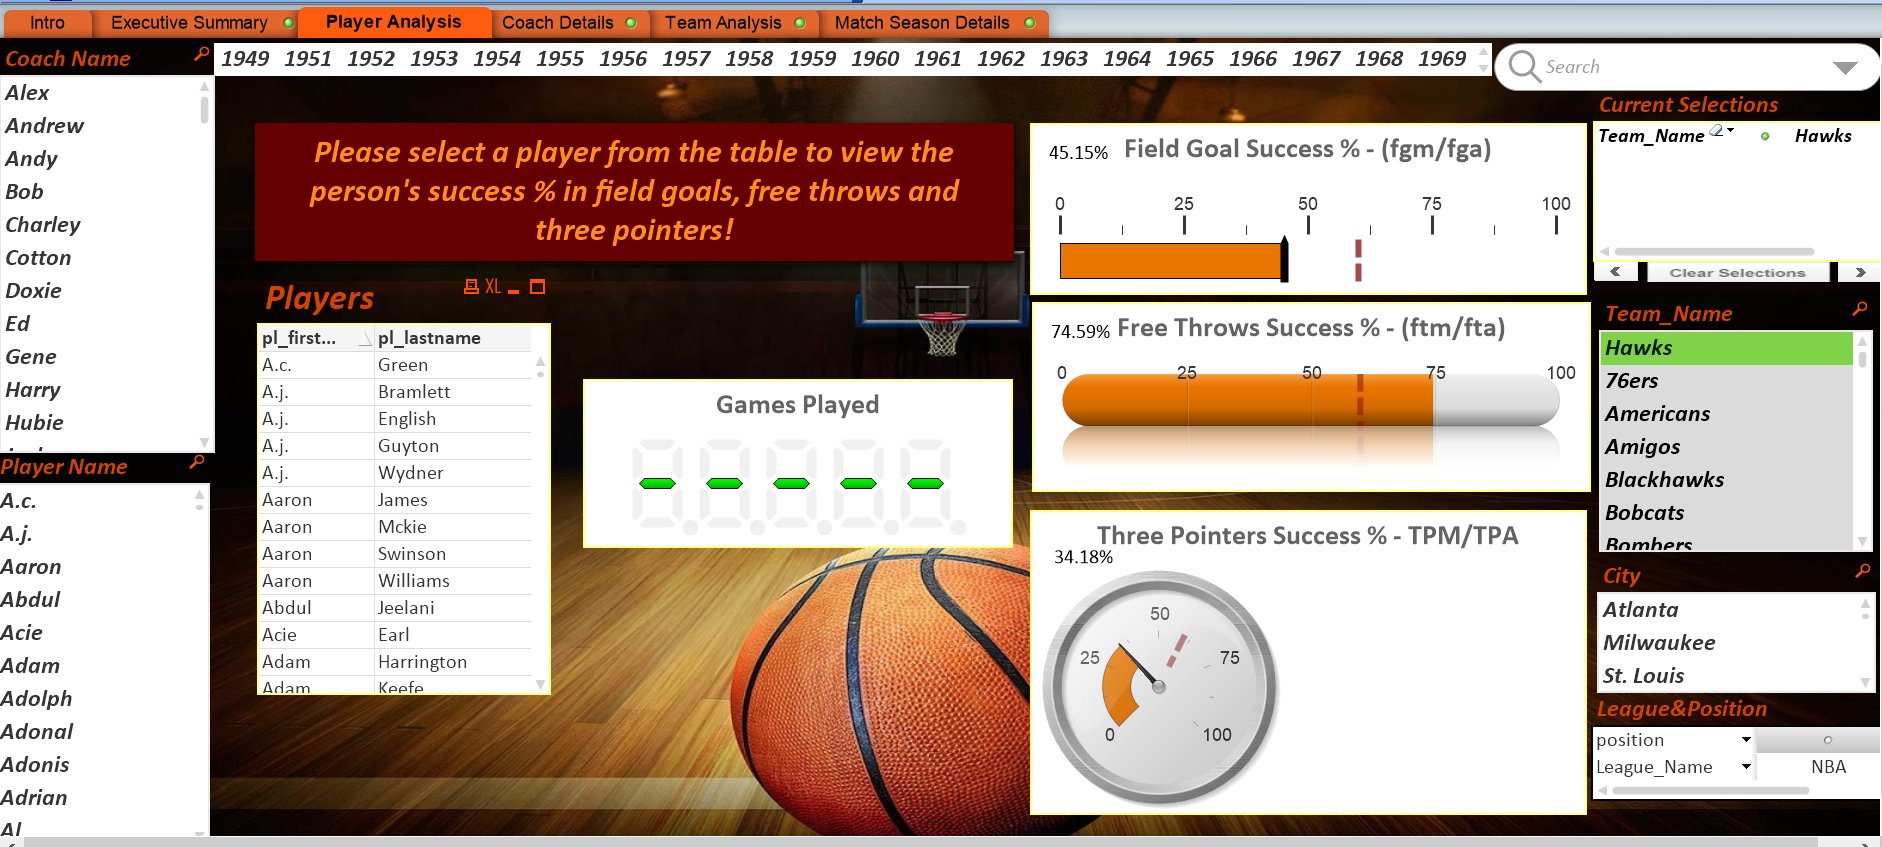 Intro
Executive Summary
Player Analysis
Coach Details
Team Analysis
Match Season Details
Coach Name
1949 1951 1952 1953 1954 1955 1956 1957 1958 1959 1960 1961 1962 1963 1964 1965 1966 1967 1968 1969
Search
Alex
Andrew
Andy
Bob
Charley
Cotton
Doxie
Ed
Gene
Harry
Hubie
Player Name
A.c.
A.j.
Aaron
Abdul
Acie
Adam
Adolph
Adonal
Adonis
Adrian
Al
Please select a player from the table to view the
person's success % in field goals, free throws and
three pointers!
Players
XL
pl_first... pl_lastname
A.c. Green
A.j. Bramlett
A.j. English
A.j. Guyton
A.j. Wydner
Aaron James
Aaron Mckie
Aaron Swinson
Aaron Williams
Abdul Jeelani
Acie Earl
Adam Harrington
Adam Keefe
Games Played
- - - - -
45.15% Field Goal Success % - (fgm/fga)
0 25 50 75 100
74.59% Free Throws Success % - (ftm/fta)
0 25 50 75 100
Three Pointers Success % - TPM/TPA
34.18%
0 25 50 75 100
Current Selections
Team_Name Hawks
< Clear Selections >
Team_Name
Hawks
76ers
Americans
Amigos
Blackhawks
Bobcats
Bombers
City
Atlanta
Milwaukee
St. Louis
League&Position
position
League_Name NBA